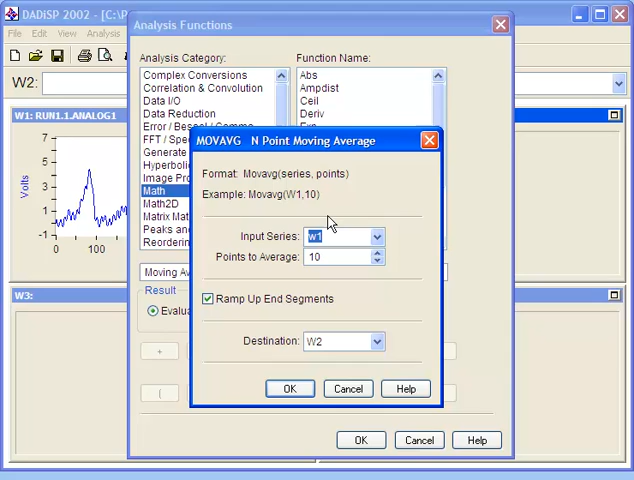 DADiSP 2002 - [C:\P
Analysis Functions
File Edit View Analysis
W2:
Analysis Category:
Function Name:
Complex Conversions
Correlation & Convolution
Data I/O
Data Reduction
Error / Bessel / Gamma
FFT / Spe
Generate
Hyperbolic
Image Pro
Math
Math2D
Matrix Mat
Peaks and
Reordering
Abs
Ampdist
Ceil
Deriv
W1: RUN1.1.ANALOG1
Volts
7
5
3
1
-1
0 100
W3:
Moving Av
Result
Evalua
+
(
MOVAVG N Point Moving Average
Format: Movavg(series, points)
Example: Movavg(W1,10)
Input Series: w1
Points to Average: 10
Ramp Up End Segments
Destination: W2
OK Cancel Help
OK Cancel Help